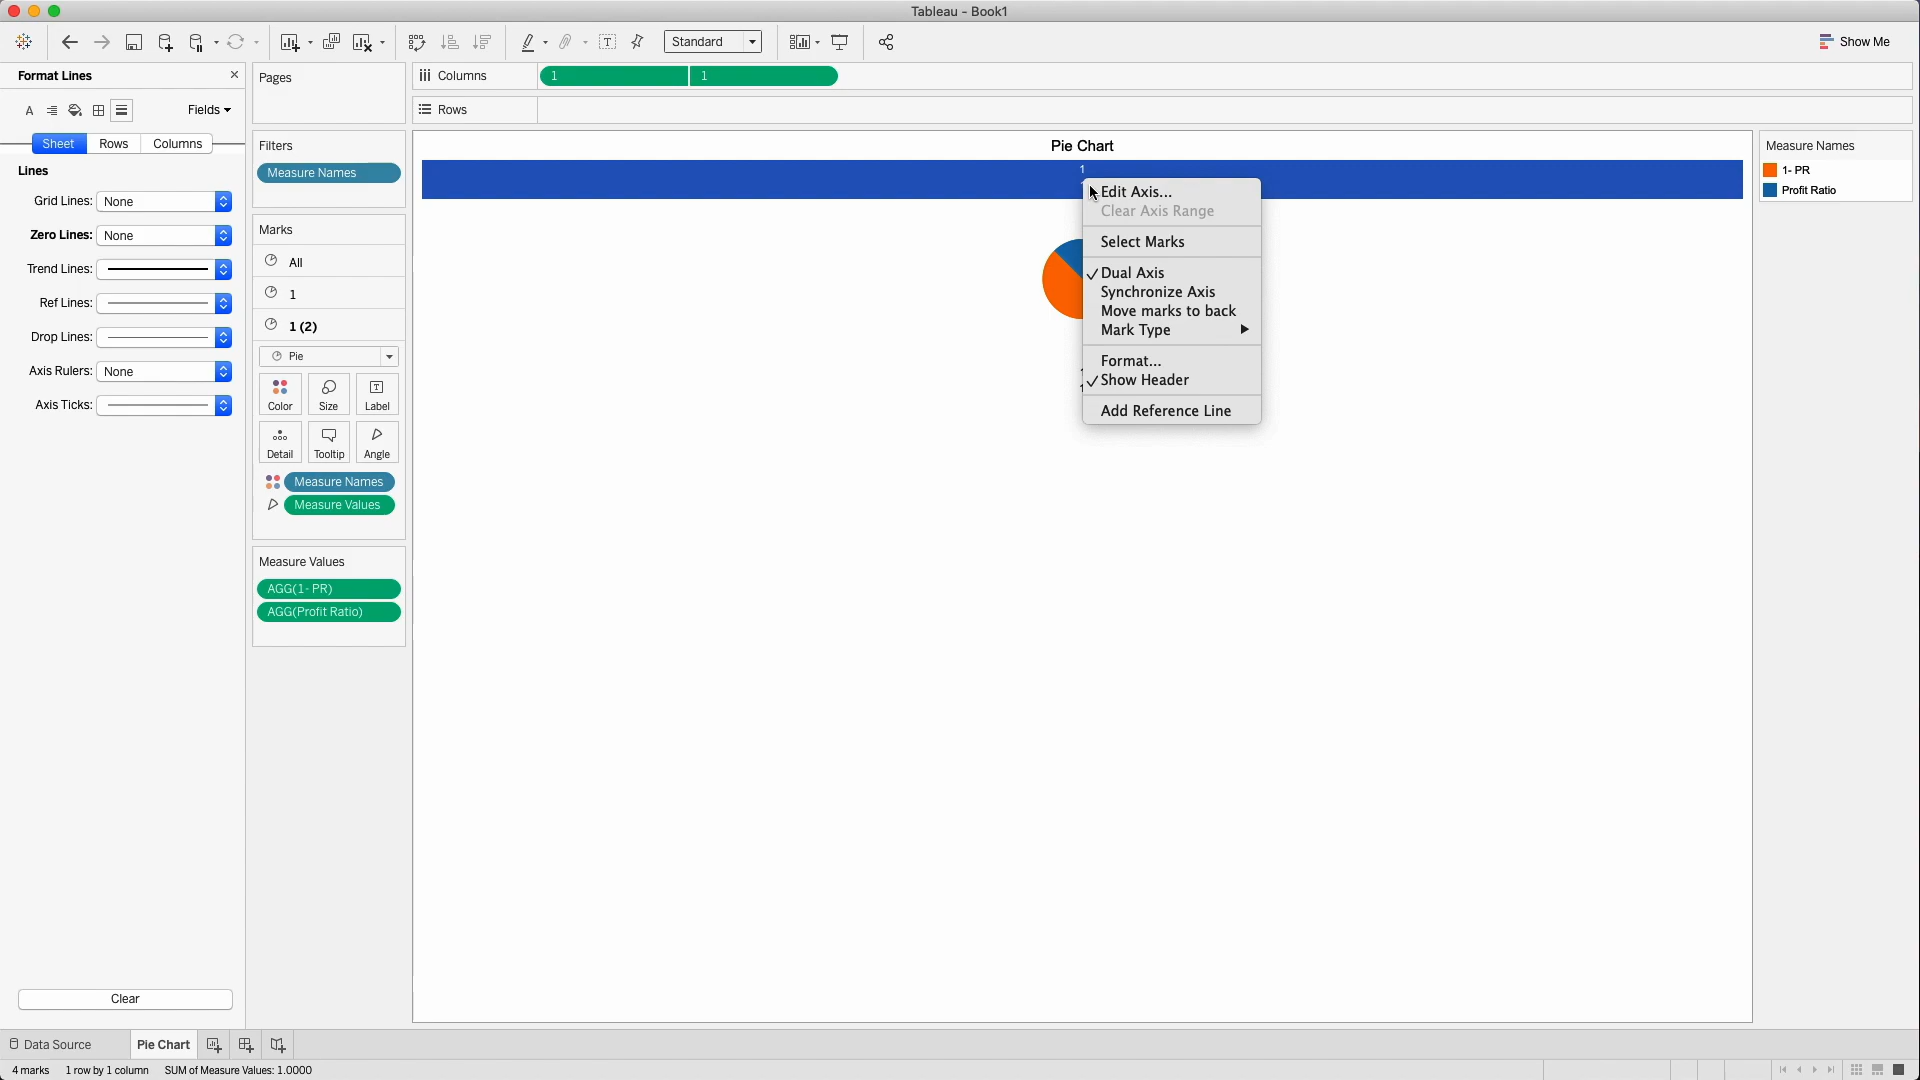 Tableau - Book1
Standard
Show Me
Format Lines
Fields
Sheet
Rows
Columns
Lines
Grid Lines: None
Zero Lines: None
Trend Lines:
Ref Lines:
Drop Lines:
Axis Rulers: None
Axis Ticks:
Clear
Pages
Filters
Measure Names
Marks
All
1
1 (2)
Pie
Color
Size
Label
Detail
Tooltip
Angle
Measure Names
Measure Values
Measure Values
AGG(1- PR)
AGG(Profit Ratio)
Columns
1
1
Rows
Pie Chart
1
Edit Axis...
Clear Axis Range
Select Marks
Dual Axis
Synchronize Axis
Move marks to back
Mark Type
Format...
Show Header
Add Reference Line
Measure Names
1- PR
Profit Ratio
Data Source
Pie Chart
4 marks
1 row by 1 column
SUM of Measure Values: 1.0000